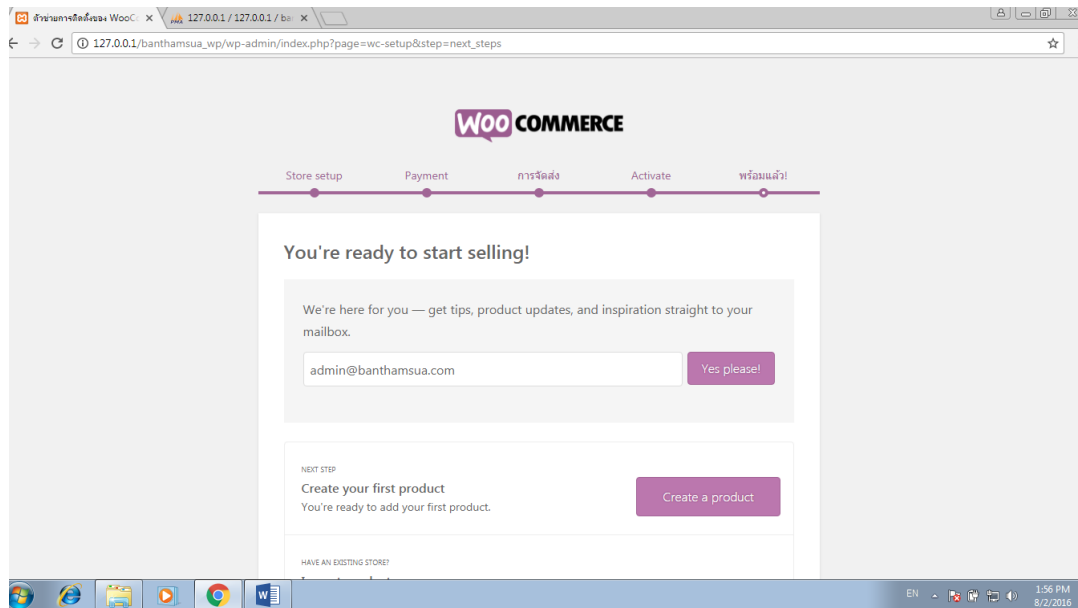 ตัวช่วยการติดตั้งของ WooCo
127.0.0.1 / 127.0.0.1 / ba
127.0.0.1/banthamsua_wp/wp-admin/index.php?page=wc-setup&step=next_steps
WOO COMMERCE
Store setup Payment การจัดส่ง Activate พร้อมแล้ว!
You're ready to start selling!
We're here for you — get tips, product updates, and inspiration straight to your
mailbox.
admin@banthamsua.com Yes please!
NEXT STEP
Create your first product
You're ready to add your first product.
Create a product
HAVE AN EXISTING STORE?
EN
1:56 PM
8/2/2016